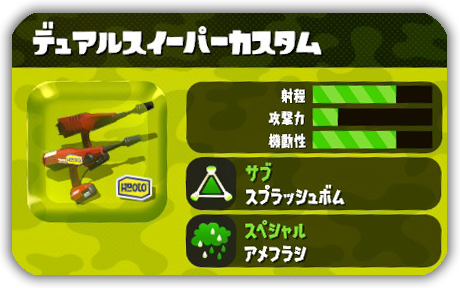 デュアルスイーパーカスタム
射程
攻撃力
機動性
サブ
スプラッシュボム
スペシャル
アメフラシ